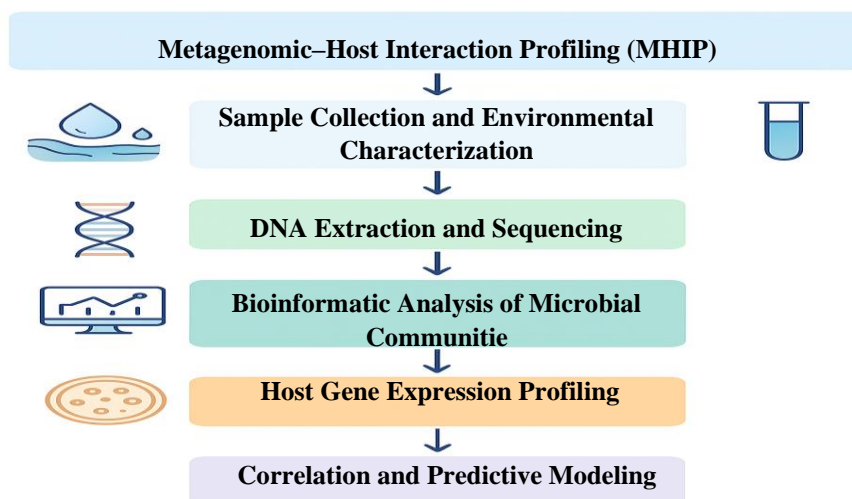 Metagenomic–Host Interaction Profiling (MHIP)
Sample Collection and Environmental
Characterization
DNA Extraction and Sequencing
Bioinformatic Analysis of Microbial
Communitie
Host Gene Expression Profiling
Correlation and Predictive Modeling